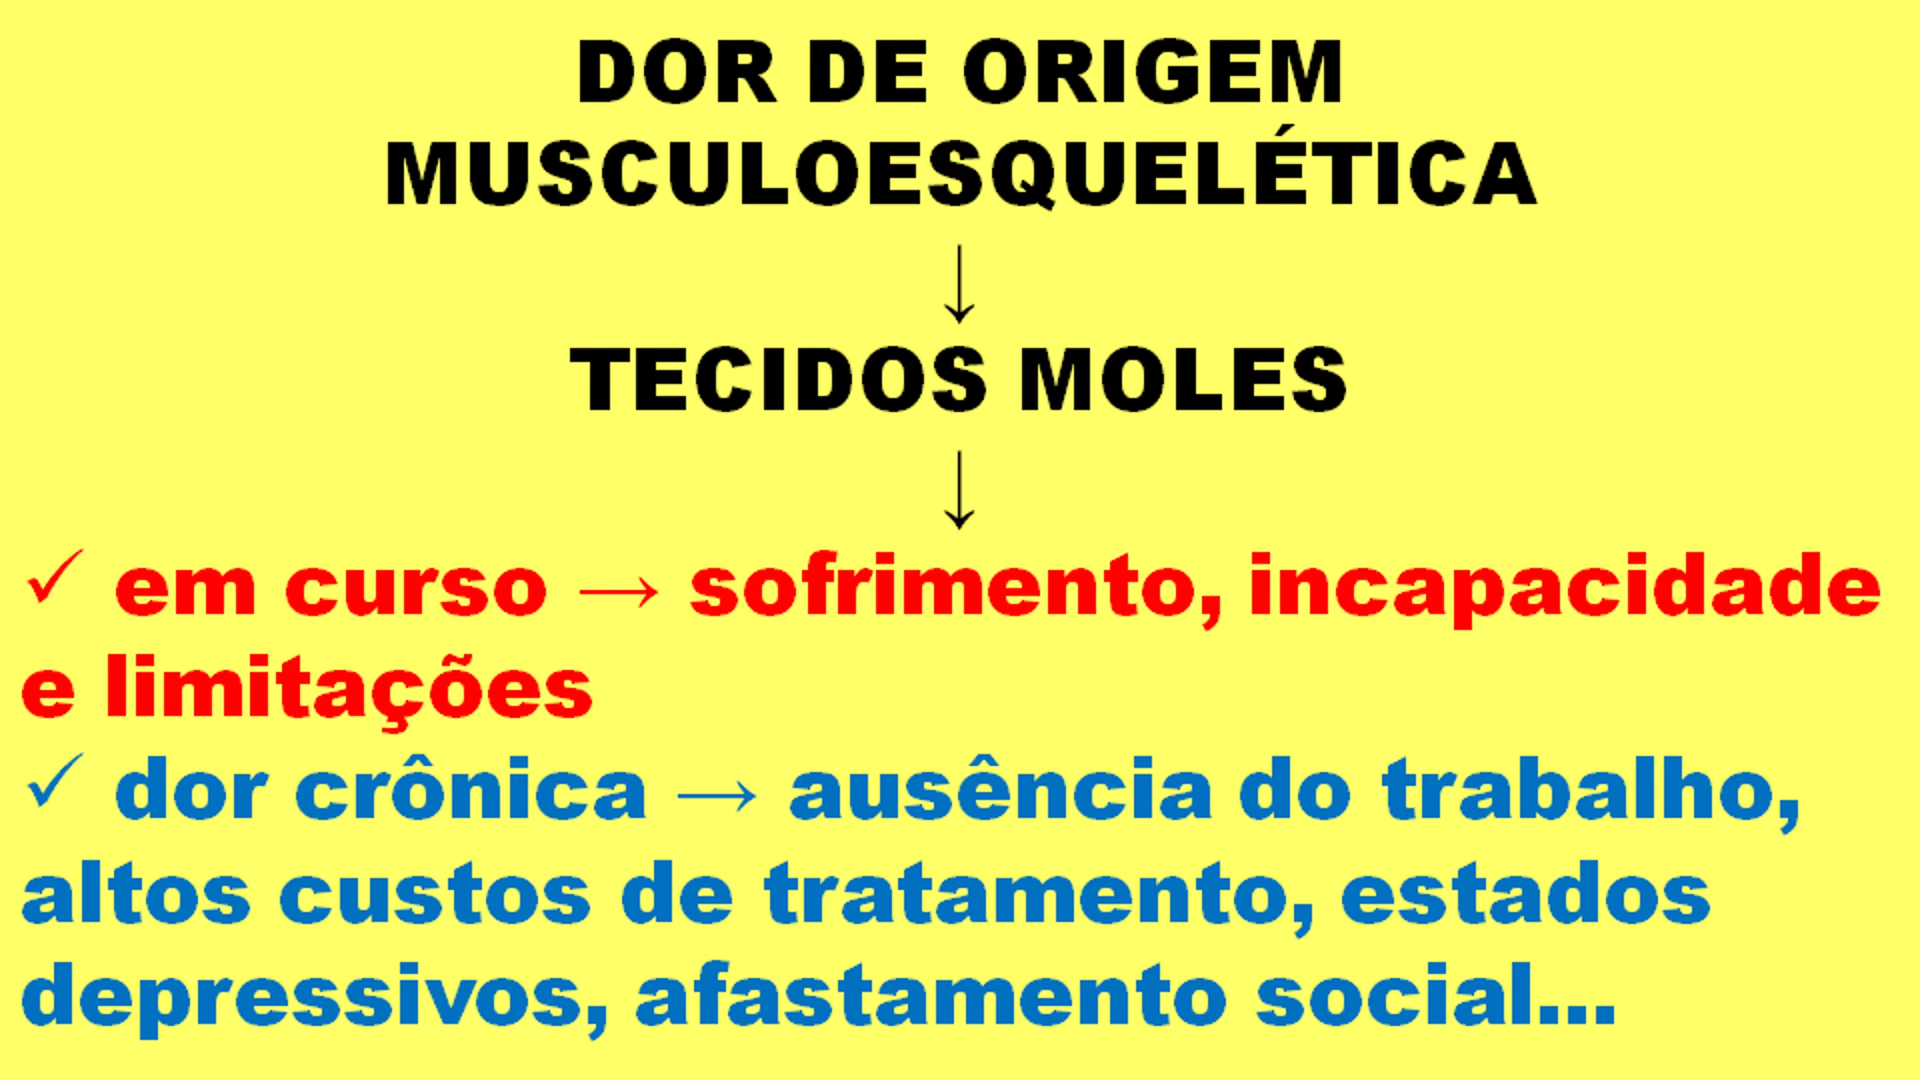 DOR DE ORIGEM
MUSCULOESQUELÉTICA
↓
TECIDOS MOLES
↓
✓ em curso → sofrimento, incapacidade
e limitações
✓ dor crônica → ausência do trabalho,
altos custos de tratamento, estados
depressivos, afastamento social...